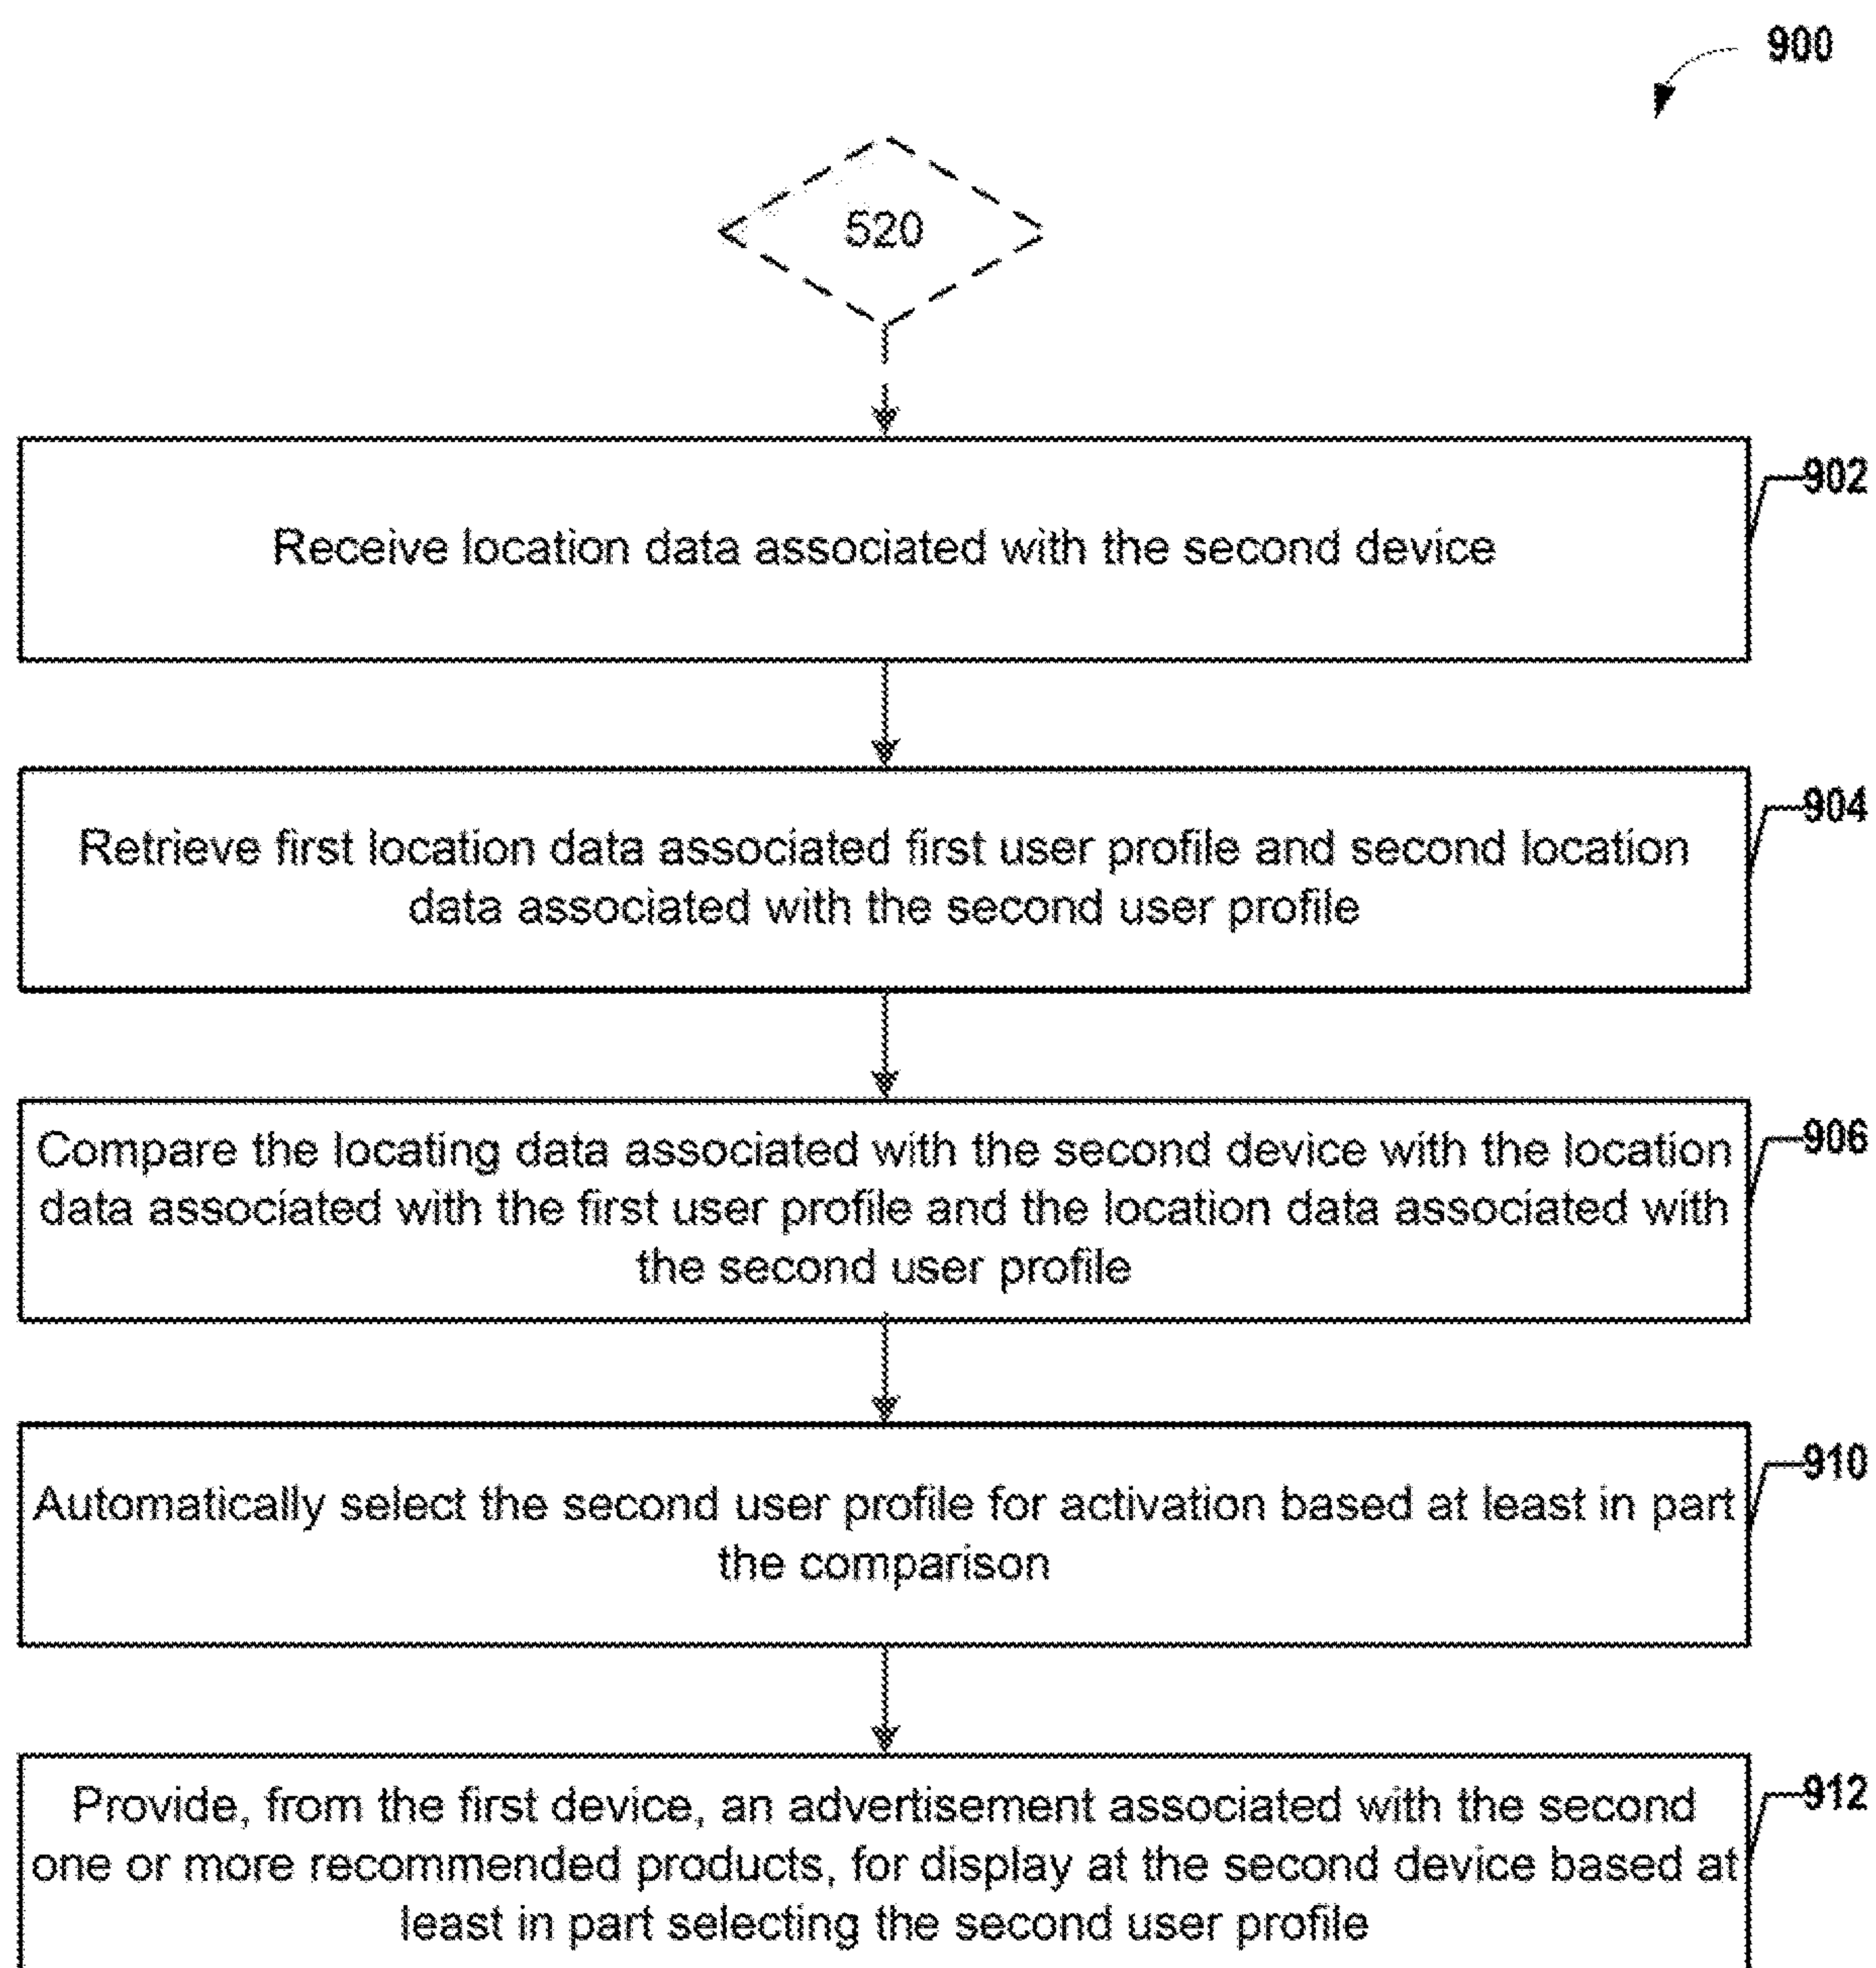 900
520
Receive location data associated with the second device
902
Retrieve first location data associated first user profile and second location
data associated with the second user profile
904
Compare the locating data associated with the second device with the location
data associated with the first user profile and the location data associated with
the second user profile
906
Automatically select the second user profile for activation based at least in part
the comparison
910
Provide, from the first device, an advertisement associated with the second
one or more recommended products, for display at the second device based at
least in part selecting the second user profile
912